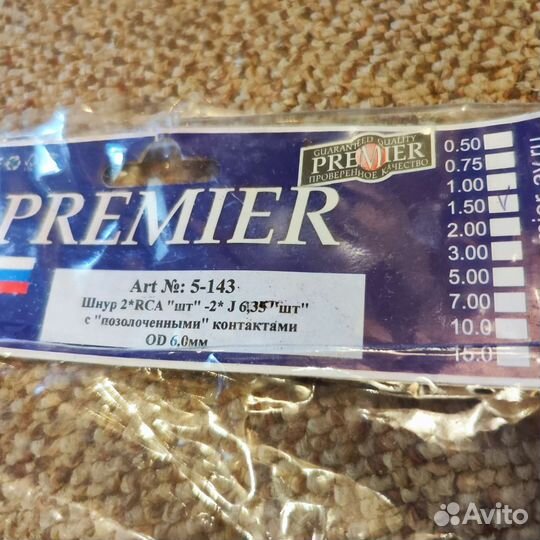 GUARANTEED QUALITY
PREMIER
ПРОВЕРЕННОЕ КАЧЕСТВО
PREMIER
Art №: 5-143
Шнур 2*RCA "шт" -2* J 6,35 "шт"
с "позолоченными" контактами
OD 6,0мм
0.50
0.75
1.00
1.50
2.00
3.00
5.00
7.00
10.0
15.0
Avito